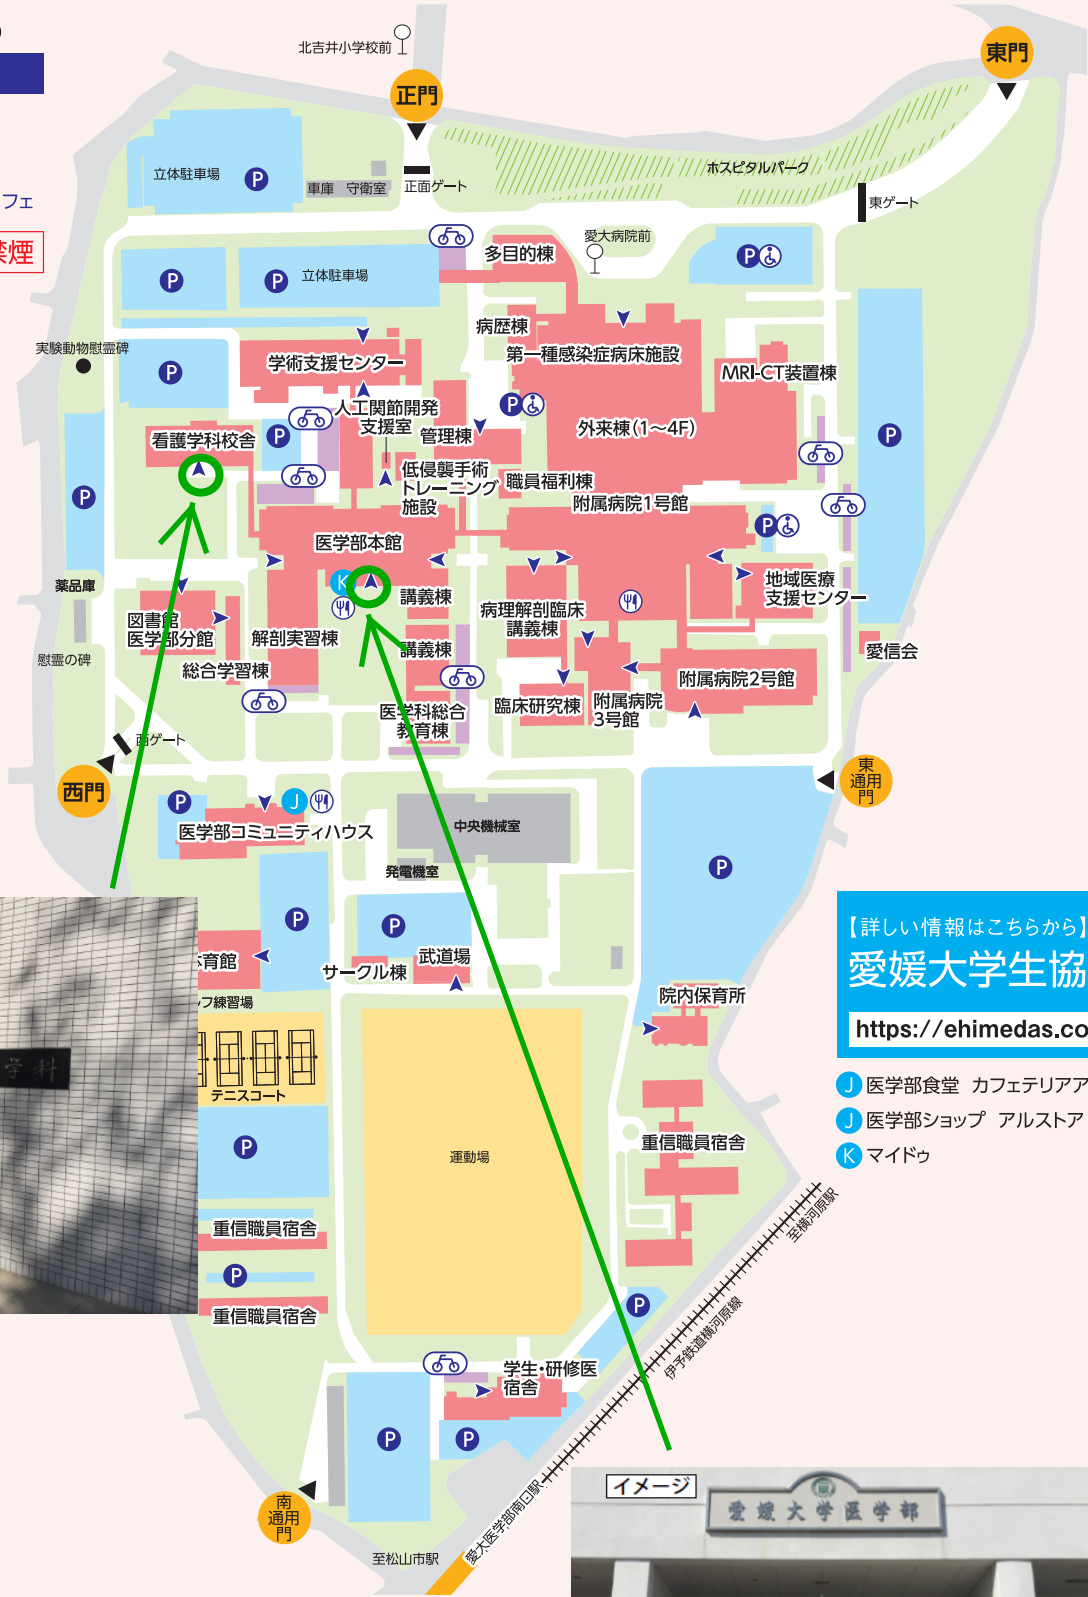 北吉井小学校前
正門
東門
立体駐車場
P
車庫 守衛室
正面ゲート
ホスピタルパーク
東ゲート
フェ
禁煙
P
P
立体駐車場
多目的棟
愛大病院前
P
実験動物慰霊碑
P
学術支援センター
病歴棟
第一種感染症病床施設
MRI-CT装置棟
人工関節開発
支援室
P
管理棟
P
外来棟(1〜4F)
P
看護学科校舎
P
低侵襲手術
トレーニング
施設
職員福利棟
附属病院1号館
P
医学部本館
K
薬品庫
図書館
医学部分館
解剖実習棟
講義棟
病理解剖臨床
講義棟
地域医療
支援センター
慰霊の碑
総合学習棟
講義棟
愛信会
医学科総合
教育棟
臨床研究棟
附属病院
3号館
附属病院2号館
西ゲート
西門
東
通用
門
P
J
医学部コミュニティハウス
中央機械室
発電機室
P
P
P
育館
サークル棟
武道場
フ練習場
院内保育所
【詳しい情報はこちらから】
愛媛大学生協
https://ehimedas.co
J 医学部食堂 カフェテリアア
J 医学部ショップ アルストア
K マイドゥ
学科
テニスコート
P
運動場
重信職員宿舎
重信職員宿舎
P
重信職員宿舎
至横河原駅
伊予鉄道横河原線
P
学生・研修医
宿舎
P
P
南
通用
門
愛大医学部南口駅
至松山市駅
イメージ
愛媛大学医学部